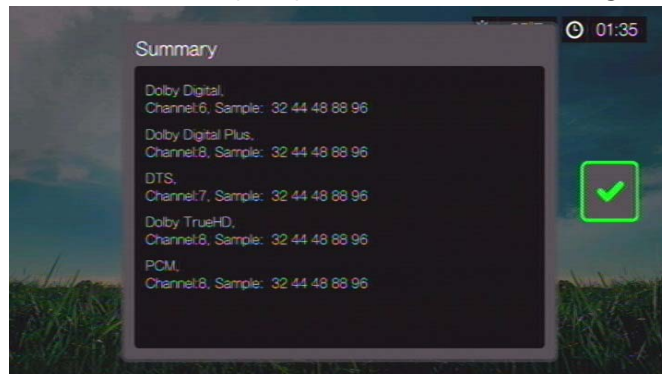 01:35
Summary
Dolby Digital,
Channel:6, Sample: 32 44 48 88 96
Dolby Digital Plus,
Channel:8, Sample: 32 44 48 88 96
DTS,
Channel:7, Sample: 32 44 48 88 96
Dolby TrueHD,
Channel:8, Sample: 32 44 48 88 96
PCM,
Channel:8, Sample: 32 44 48 88 96